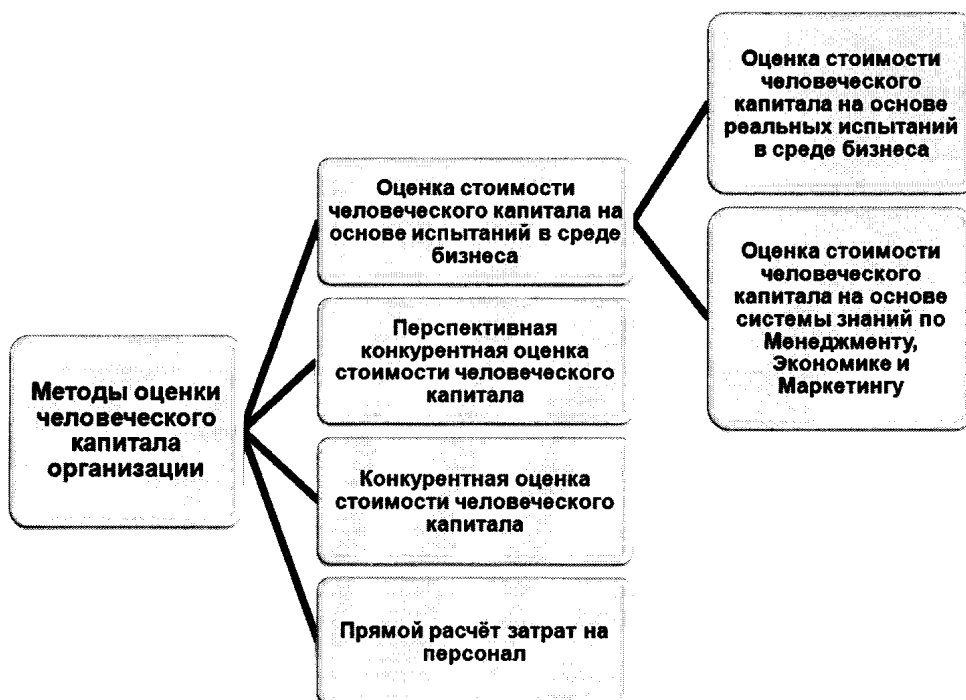 Методы оценки
человеческого
капитала
организации
Оценка стоимости
человеческого капитала на
основе испытаний в среде
бизнеса
Перспективная
конкурентная оценка
стоимости человеческого
капитала
Конкурентная оценка
стоимости человеческого
капитала
Прямой расчёт затрат на
персонал
Оценка стоимости
человеческого
капитала на основе
реальных испытаний
в среде бизнеса
Оценка стоимости
человеческого
капитала на основе
системы знаний по
Менеджменту,
Экономике и
Маркетингу